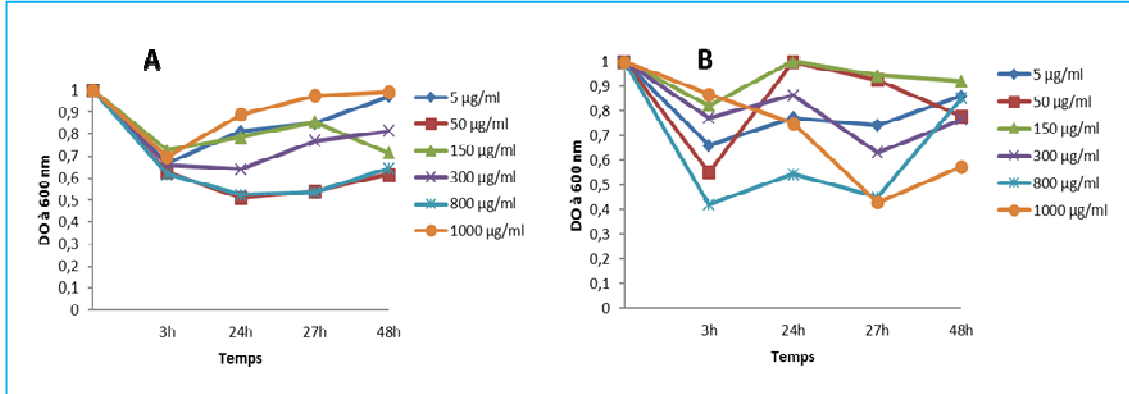 A
DO à 600 nm
1
0,9
0,8
0,7
0,6
0,5
0,4
0,3
0,2
0,1
0
3h
24h
27h
48h
Temps
5 µg/ml
50 µg/ml
150 µg/ml
300 µg/ml
800 µg/ml
1000 µg/ml
B
DO à 600 nm
1
0,9
0,8
0,7
0,6
0,5
0,4
0,3
0,2
0,1
0
3h
24h
27h
48h
Temps
5 µg/ml
50 µg/ml
150 µg/ml
300 µg/ml
800 µg/ml
1000 µg/ml